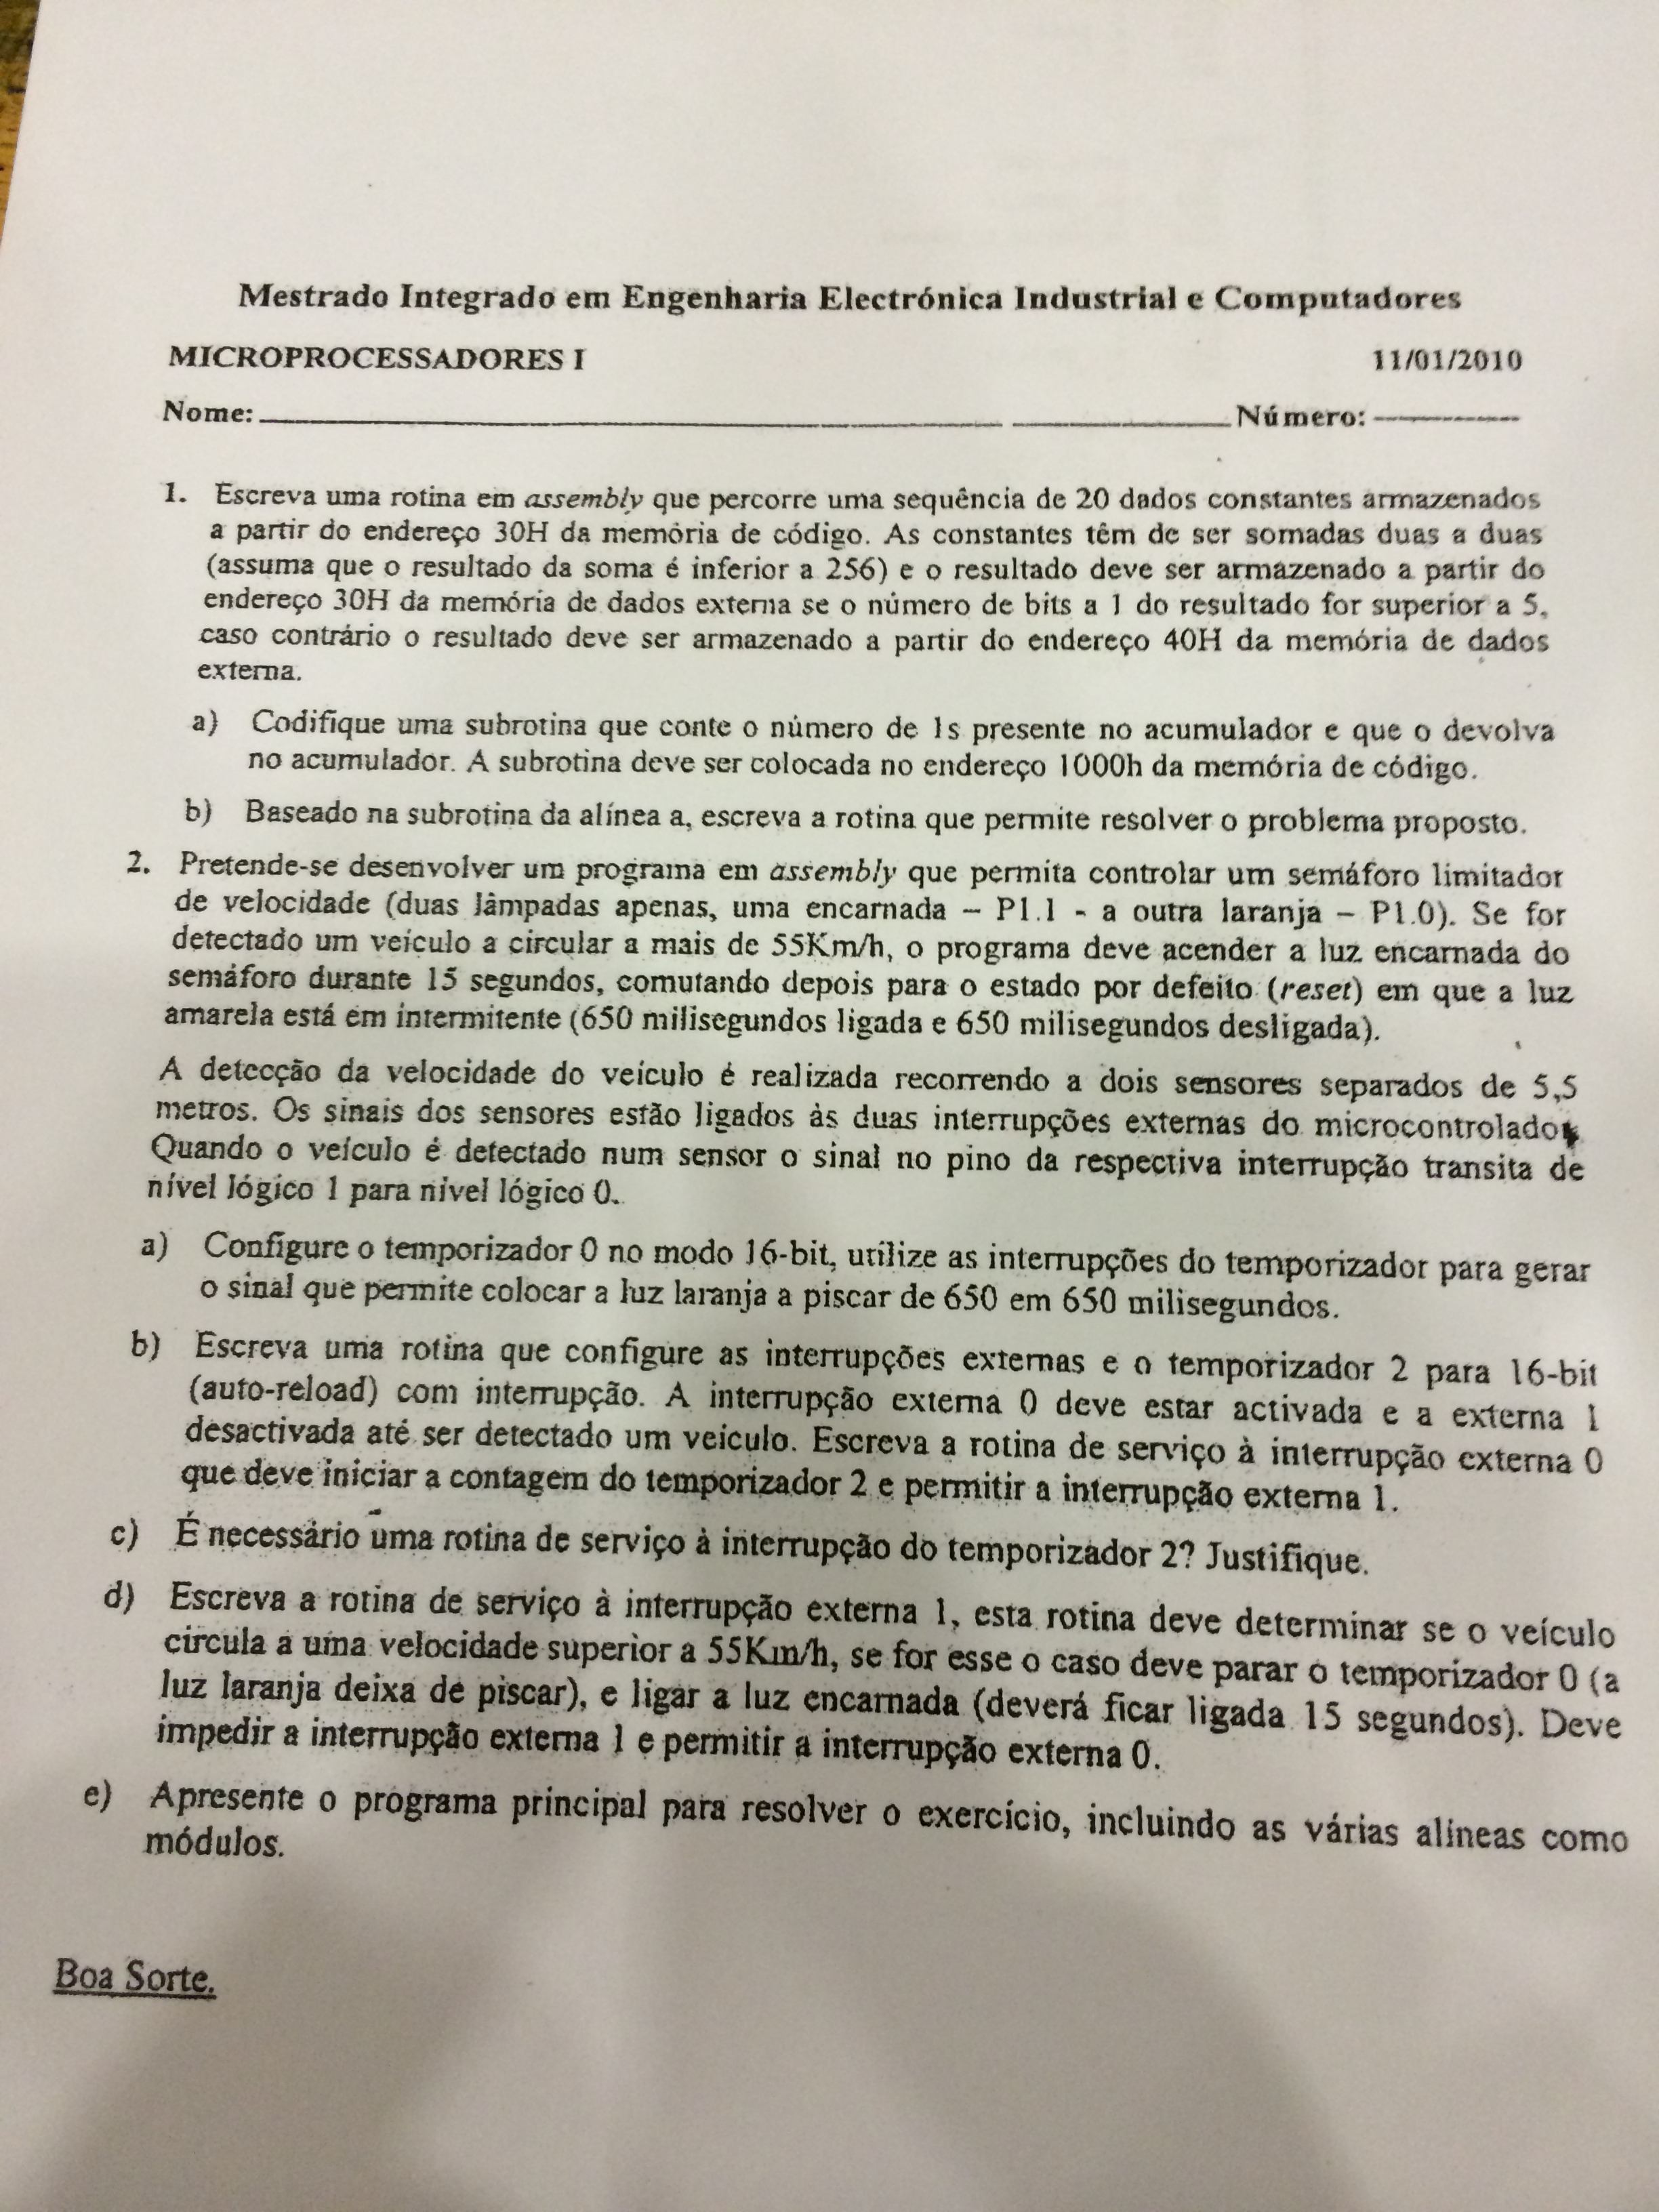 Mestrado Integrado em Engenharia Electrónica Industrial e Computadores
MICROPROCESSADORES I 11/01/2010
Nome: Número:
1. Escreva uma rotina em assembly que percorre uma sequência de 20 dados constantes armazenados
a partir do endereço 30H da memória de código. As constantes têm de ser somadas duas a duas
(assuma que o resultado da soma é inferior a 256) e o resultado deve ser armazenado a partir do
endereço 30H da memória de dados externa se o número de bits a 1 do resultado for superior a 5,
caso contrário o resultado deve ser armazenado a partir do endereço 40H da memória de dados
externa.
a) Codifique uma subrotina que conte o número de 1s presente no acumulador e que o devolva
no acumulador. A subrotina deve ser colocada no endereço 1000h da memória de código.
b) Baseado na subrotina da alínea a, escreva a rotina que permite resolver o problema proposto.
2. Pretende-se desenvolver um programa em assembly que permita controlar um semáforo limitador
de velocidade (duas lâmpadas apenas, uma encarnada – P1.1 - a outra laranja – P1.0). Se for
detectado um veículo a circular a mais de 55Km/h, o programa deve acender a luz encarnada do
semáforo durante 15 segundos, comutando depois para o estado por defeito (reset) em que a luz
amarela está em intermitente (650 milisegundos ligada e 650 milisegundos desligada).
A detecção da velocidade do veículo é realizada recorrendo a dois sensores separados de 5,5
metros. Os sinais dos sensores estão ligados às duas interrupções externas do microcontrolador.
Quando o veículo é detectado num sensor o sinal no pino da respectiva interrupção transita de
nível lógico 1 para nível lógico 0.
a) Configure o temporizador 0 no modo 16-bit, utilize as interrupções do temporizador para gerar
o sinal que permite colocar a luz laranja a piscar de 650 em 650 milisegundos.
b) Escreva uma rotina que configure as interrupções externas e o temporizador 2 para 16-bit
(auto-reload) com interrupção. A interrupção externa 0 deve estar activada e a externa 1
desactivada até ser detectado um veículo. Escreva a rotina de serviço à interrupção externa 0
que deve iniciar a contagem do temporizador 2 e permitir a interrupção externa 1.
c) É necessário uma rotina de serviço à interrupção do temporizador 2? Justifique.
d) Escreva a rotina de serviço à interrupção externa 1, esta rotina deve determinar se o veículo
circula a uma velocidade superior a 55Km/h, se for esse o caso deve parar o temporizador 0 (a
luz laranja deixa de piscar), e ligar a luz encarnada (deverá ficar ligada 15 segundos). Deve
impedir a interrupção externa 1 e permitir a interrupção externa 0.
e) Apresente o programa principal para resolver o exercício, incluindo as várias alíneas como
módulos.
Boa Sorte.